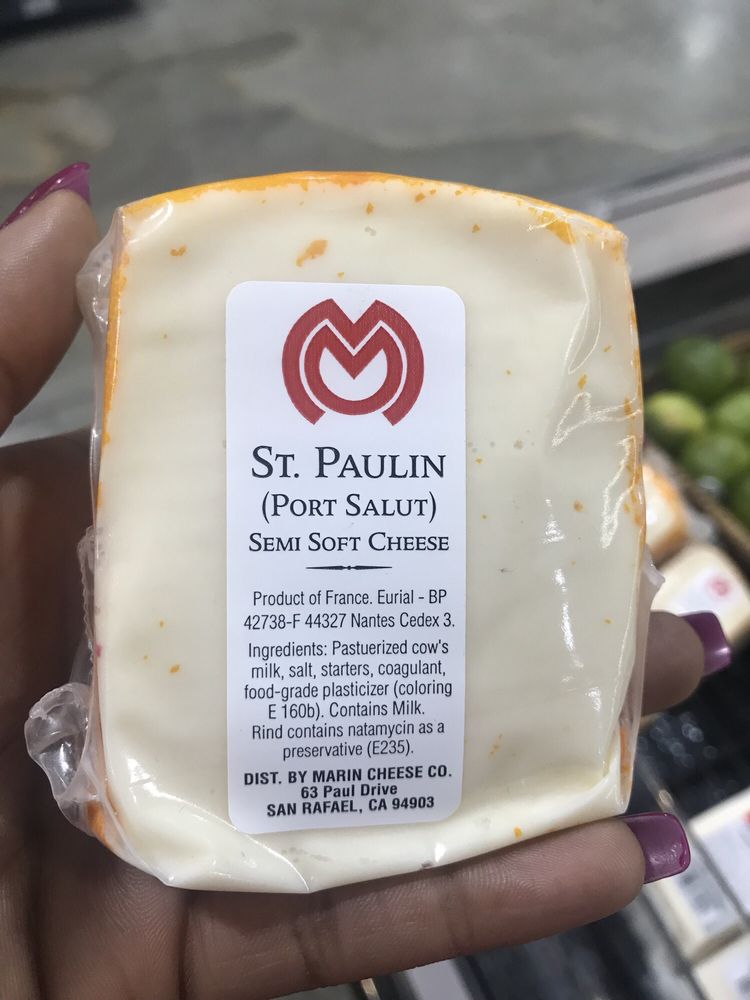 ST. PAULIN
(PORT SALUT)
SEMI SOFT CHEESE
Product of France. Eurial - BP
42738-F 44327 Nantes Cedex 3.
Ingredients: Pastuerized cow's
milk, salt, starters, coagulant,
food-grade plasticizer (coloring
E 160b). Contains Milk.
Rind contains natamycin as a
preservative (E235).
DIST. BY MARIN CHEESE CO.
63 Paul Drive
SAN RAFAEL, CA 94903